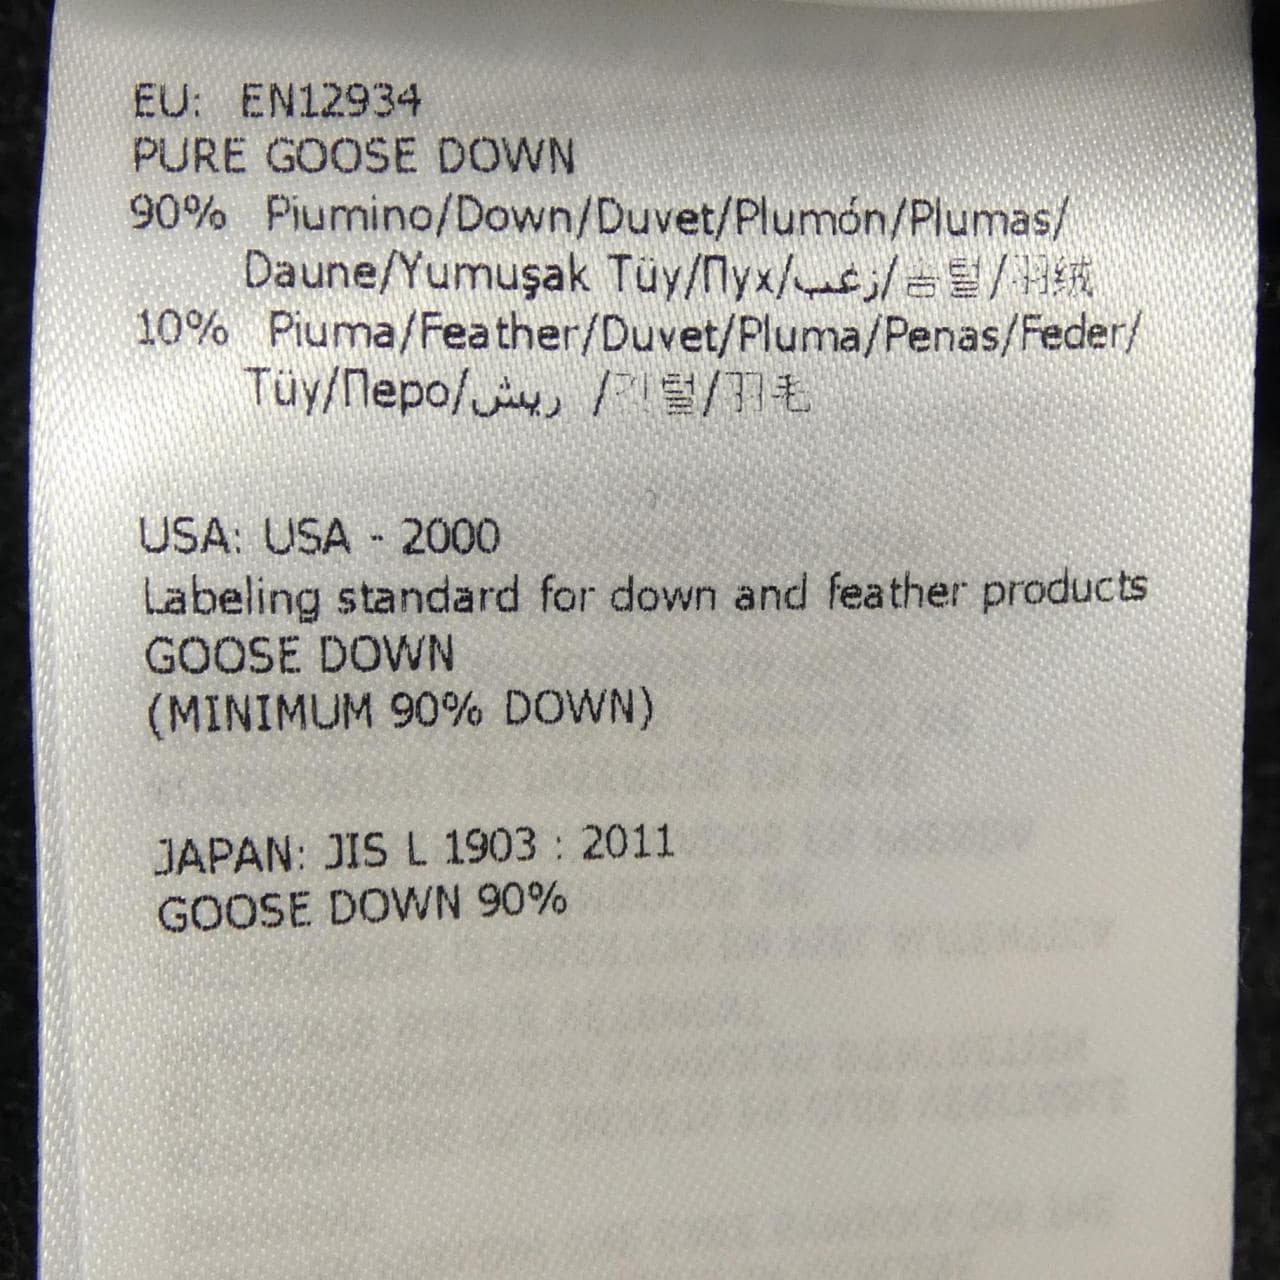 EU: EN12934
PURE GOOSE DOWN
90% Piumino/Down/Duvet/Plumón/Plumas/
Daune/Yumuşak Tüy/Пух/زغب/솜털/羽绒
10% Piuma/Feather/Duvet/Pluma/Penas/Feder/
Tüy/Перо/ريش /깃털/羽毛
USA: USA - 2000
Labeling standard for down and feather products
GOOSE DOWN
(MINIMUM 90% DOWN)
JAPAN: JIS L 1903 : 2011
GOOSE DOWN 90%